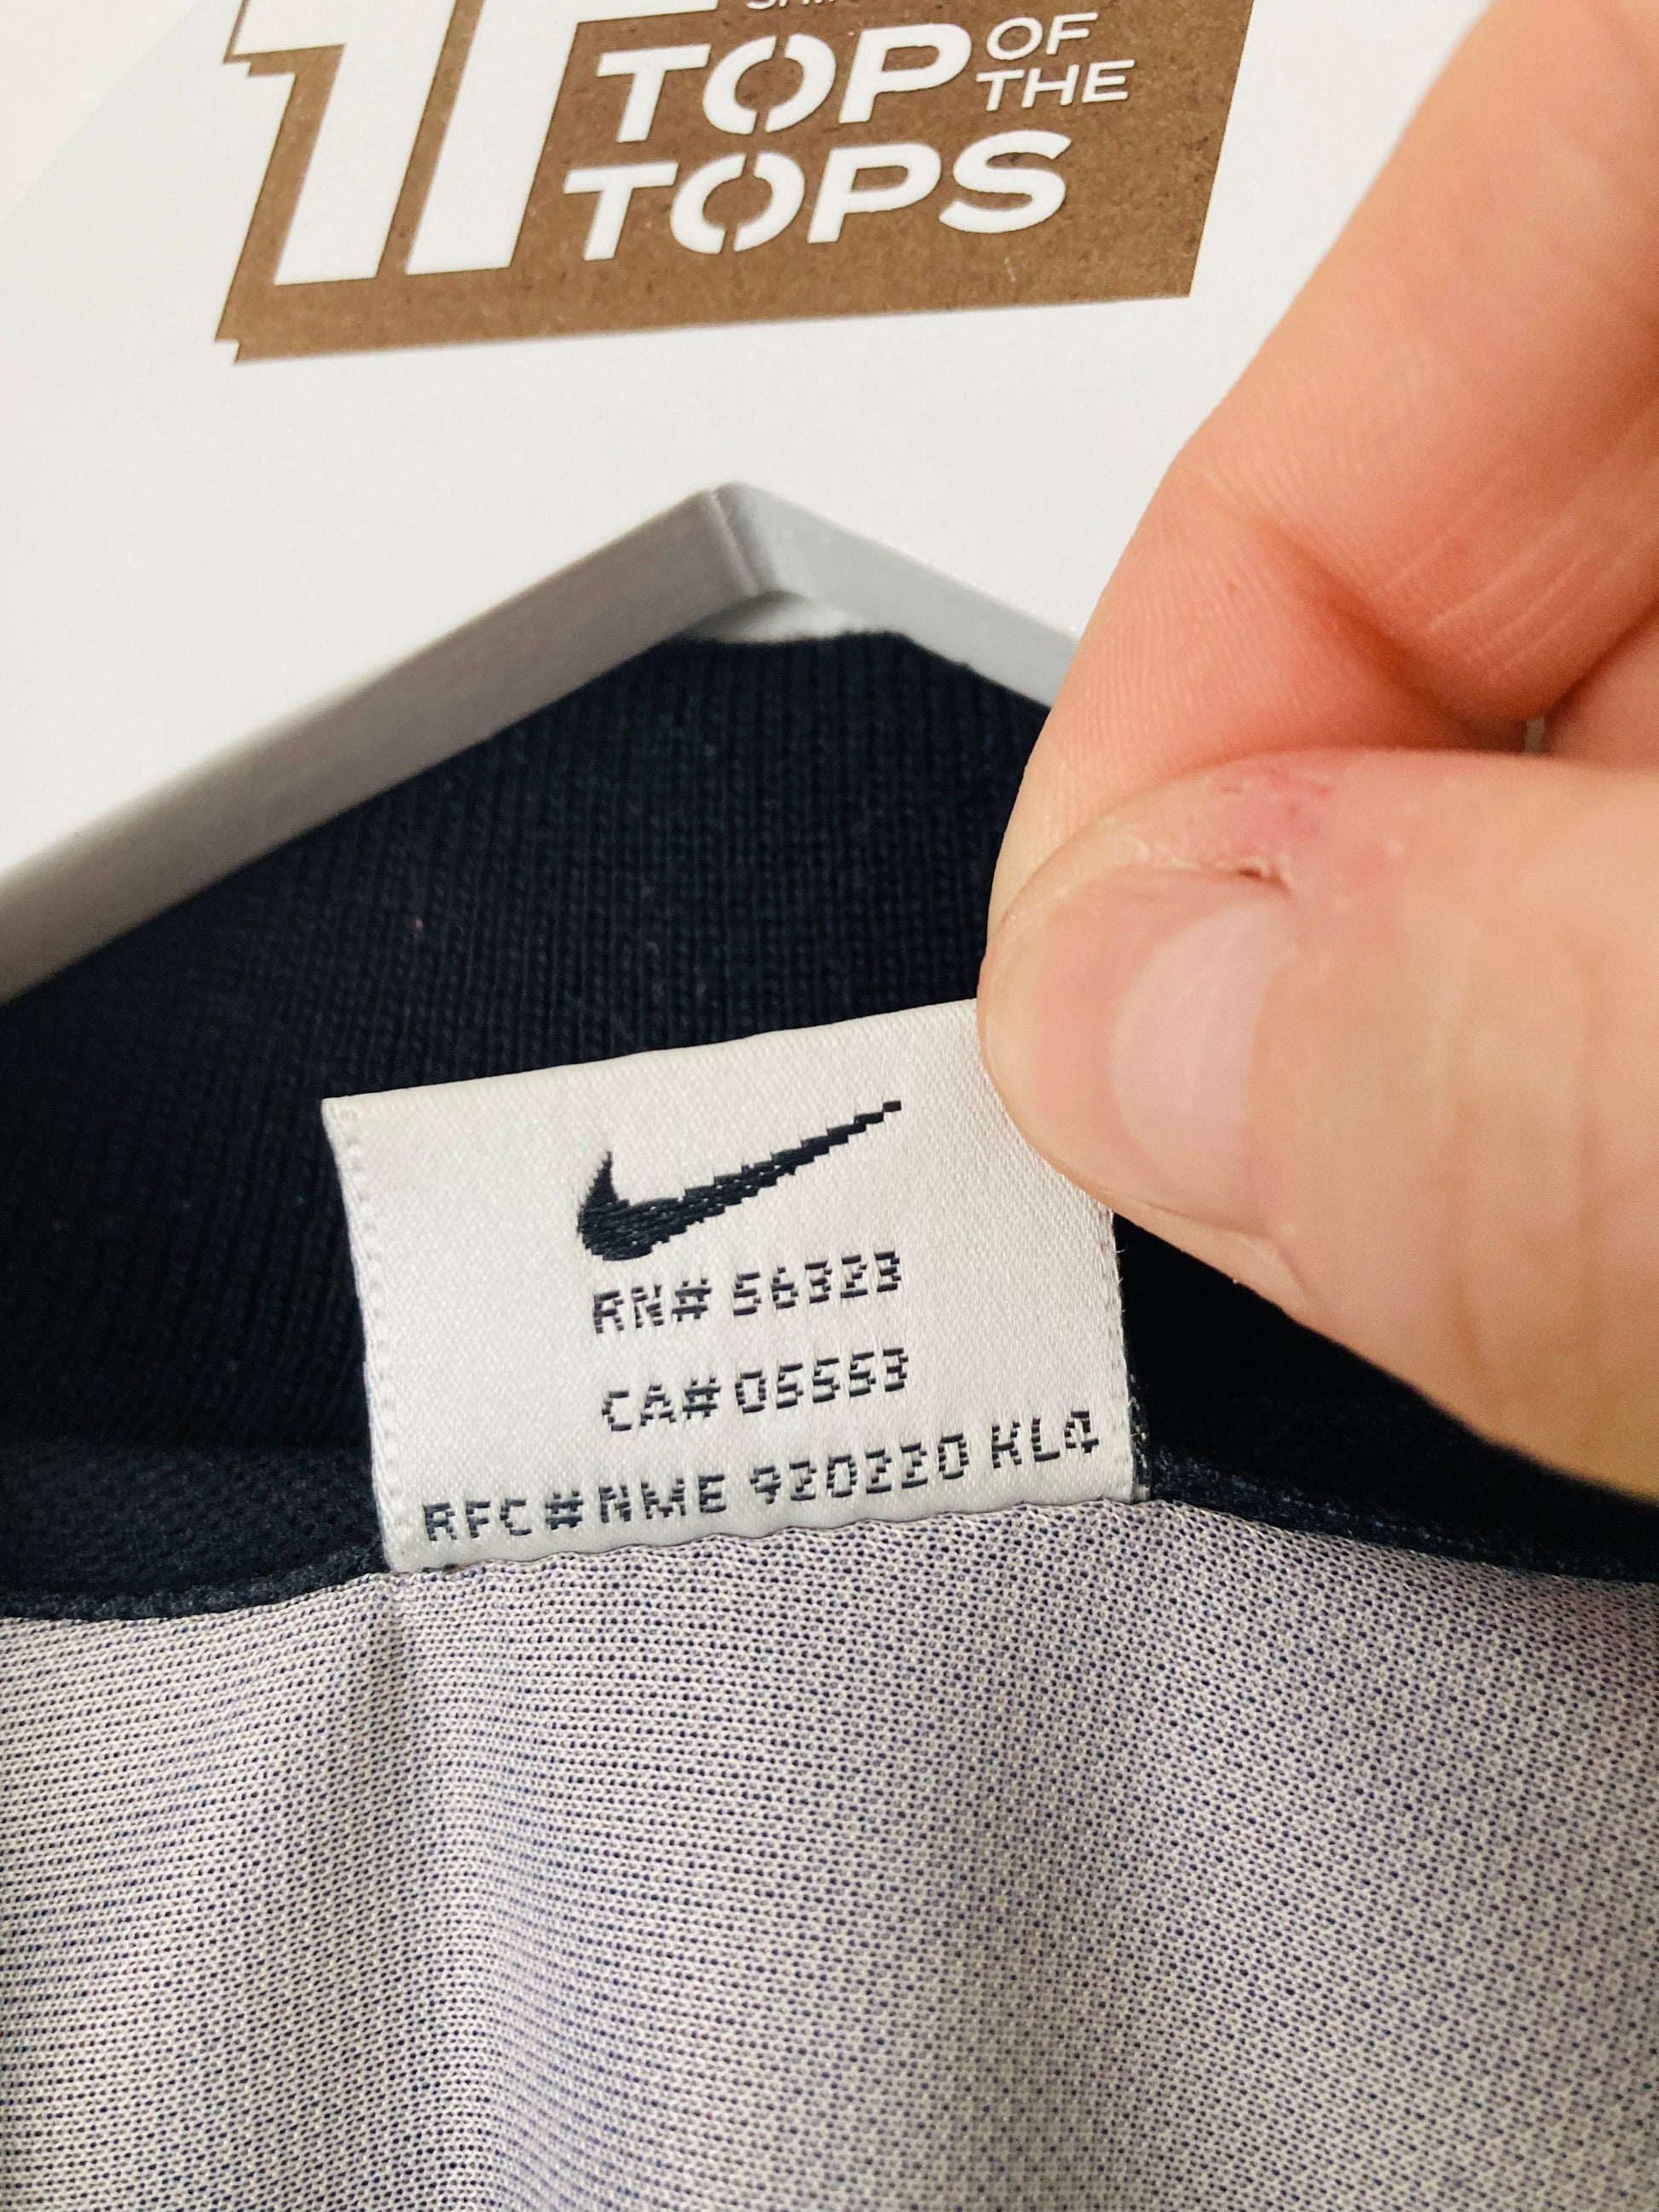 TOP OF
THE
TOPS
RN# 56323
CA# 05553
RFC# NME 920220 KL4